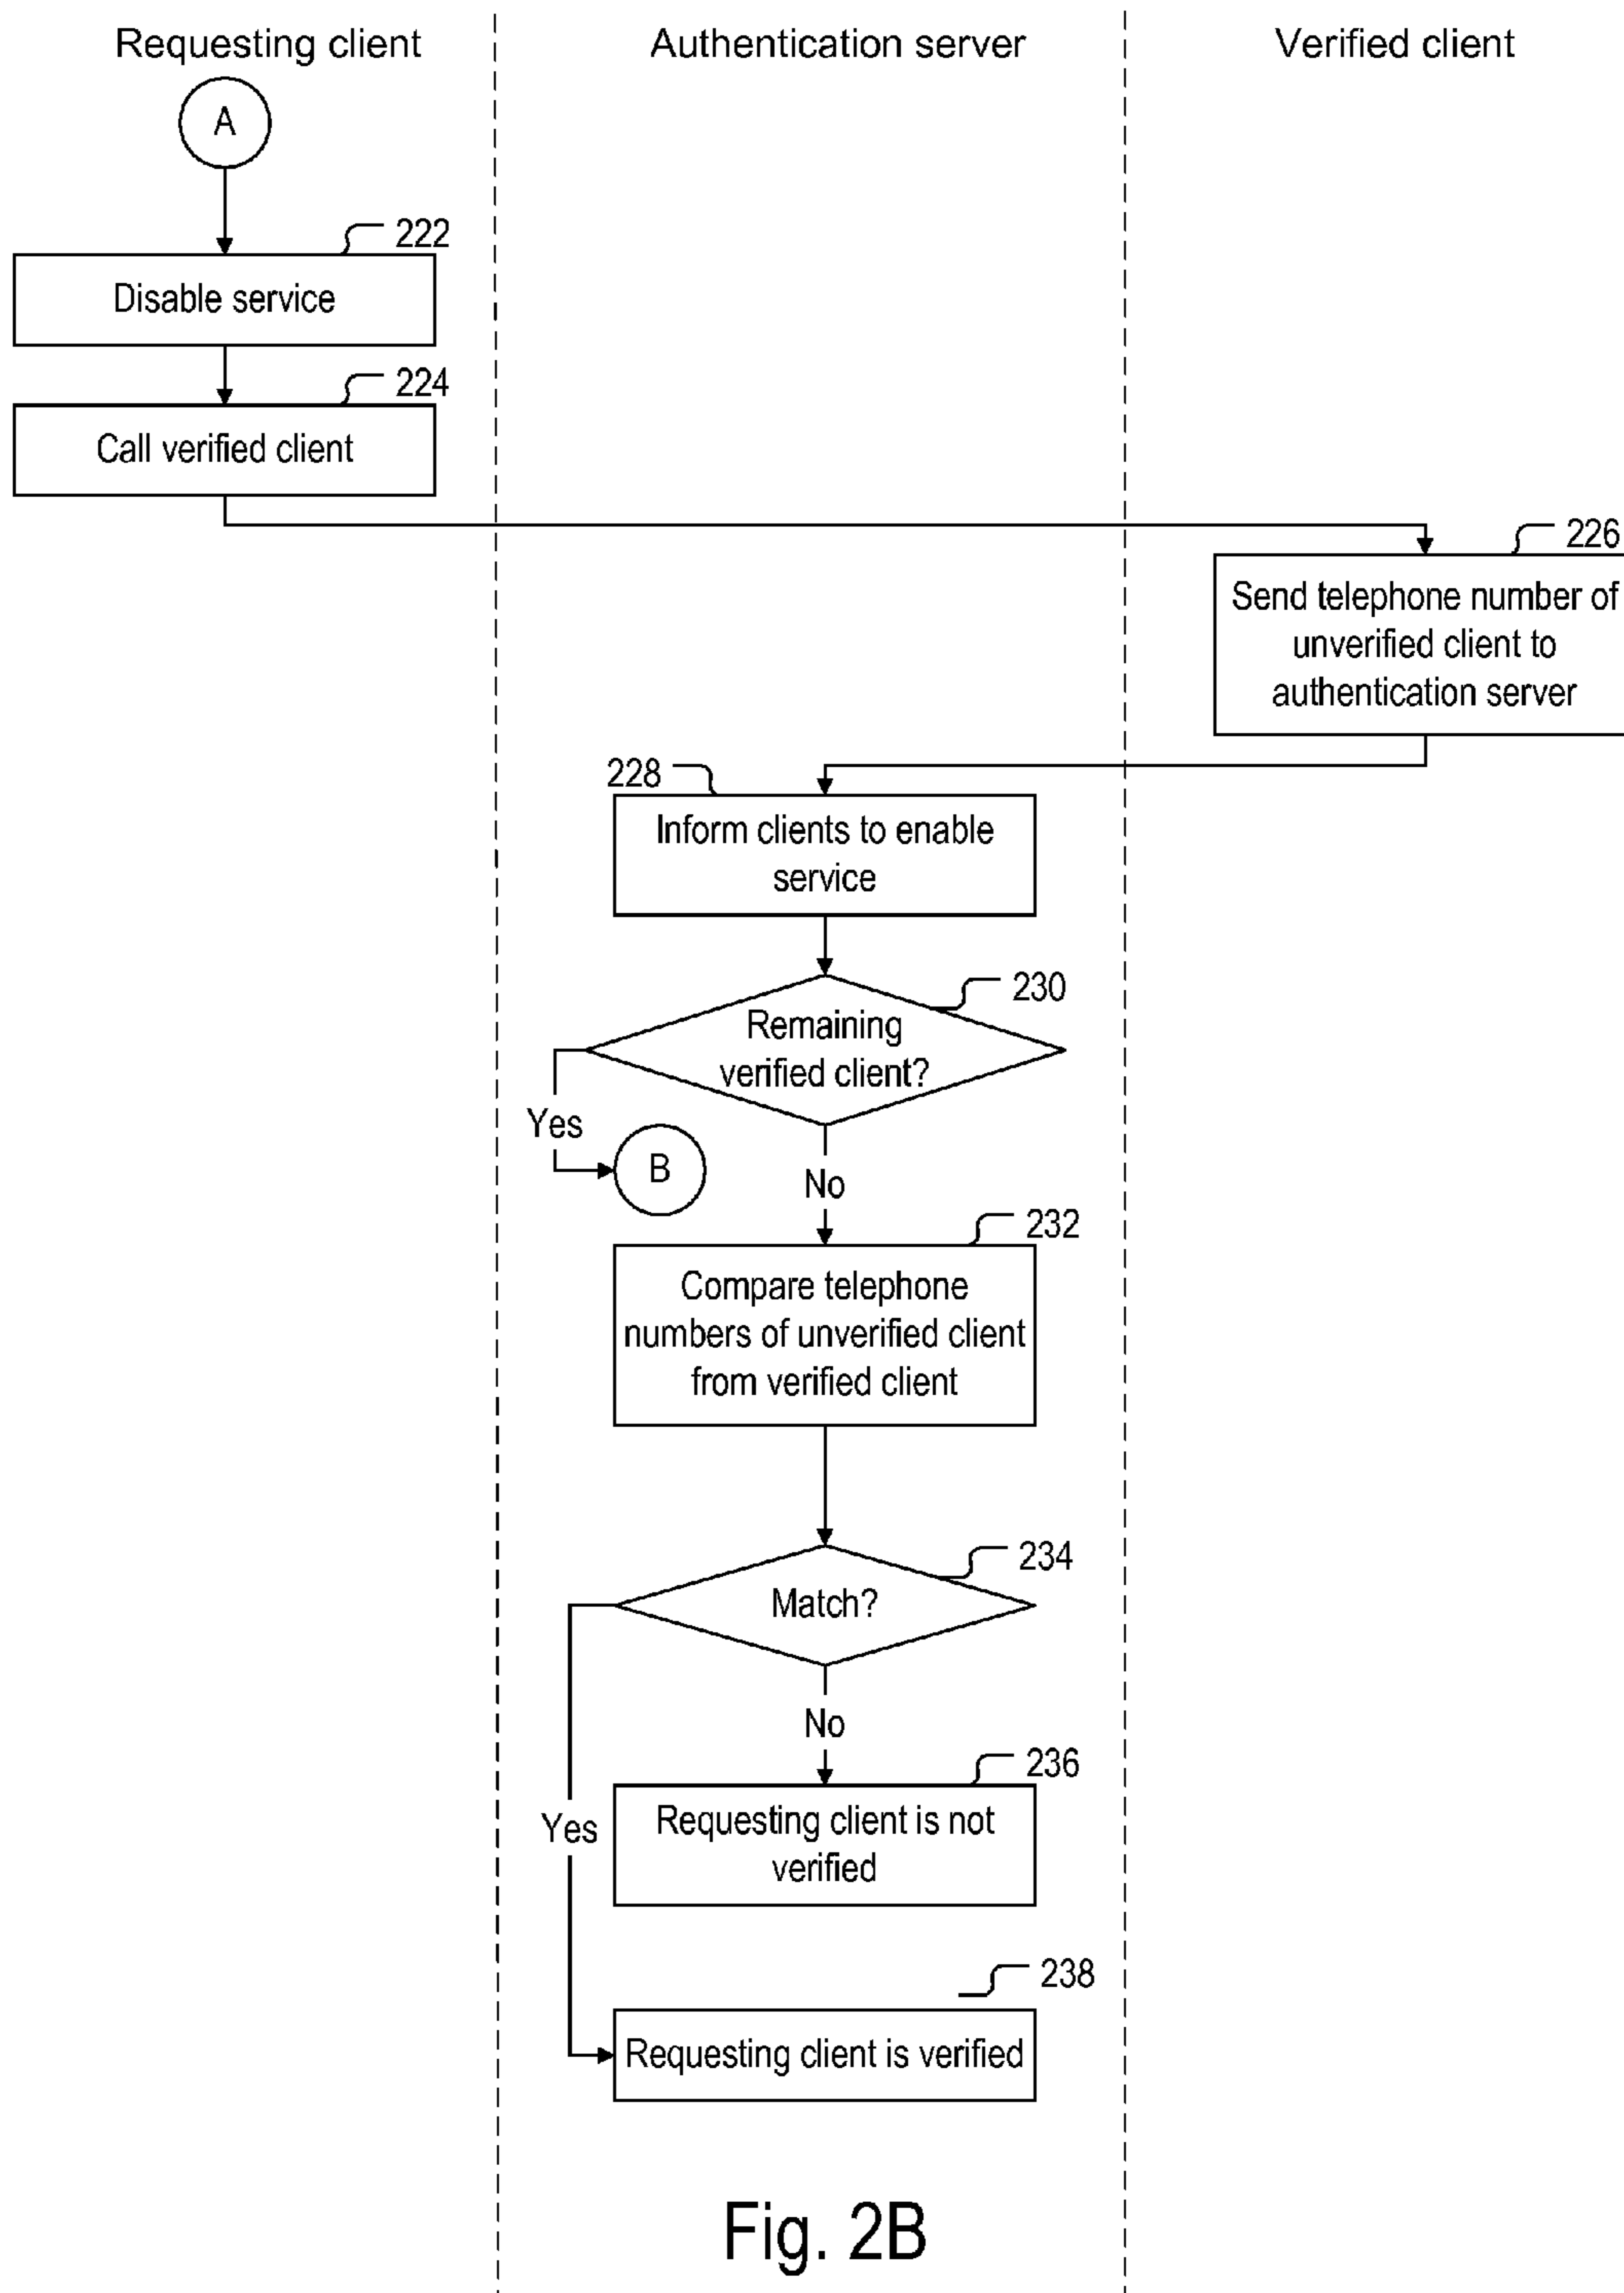 Requesting client
Authentication server
Verified client
A
222
Disable service
224
Call verified client
226
Send telephone number of
unverified client to
authentication server
228
Inform clients to enable
service
230
Remaining
verified client?
Yes
B
No
232
Compare telephone
numbers of unverified client
from verified client
234
Match?
No
236
Yes
Requesting client is not
verified
238
Requesting client is verified
Fig. 2B